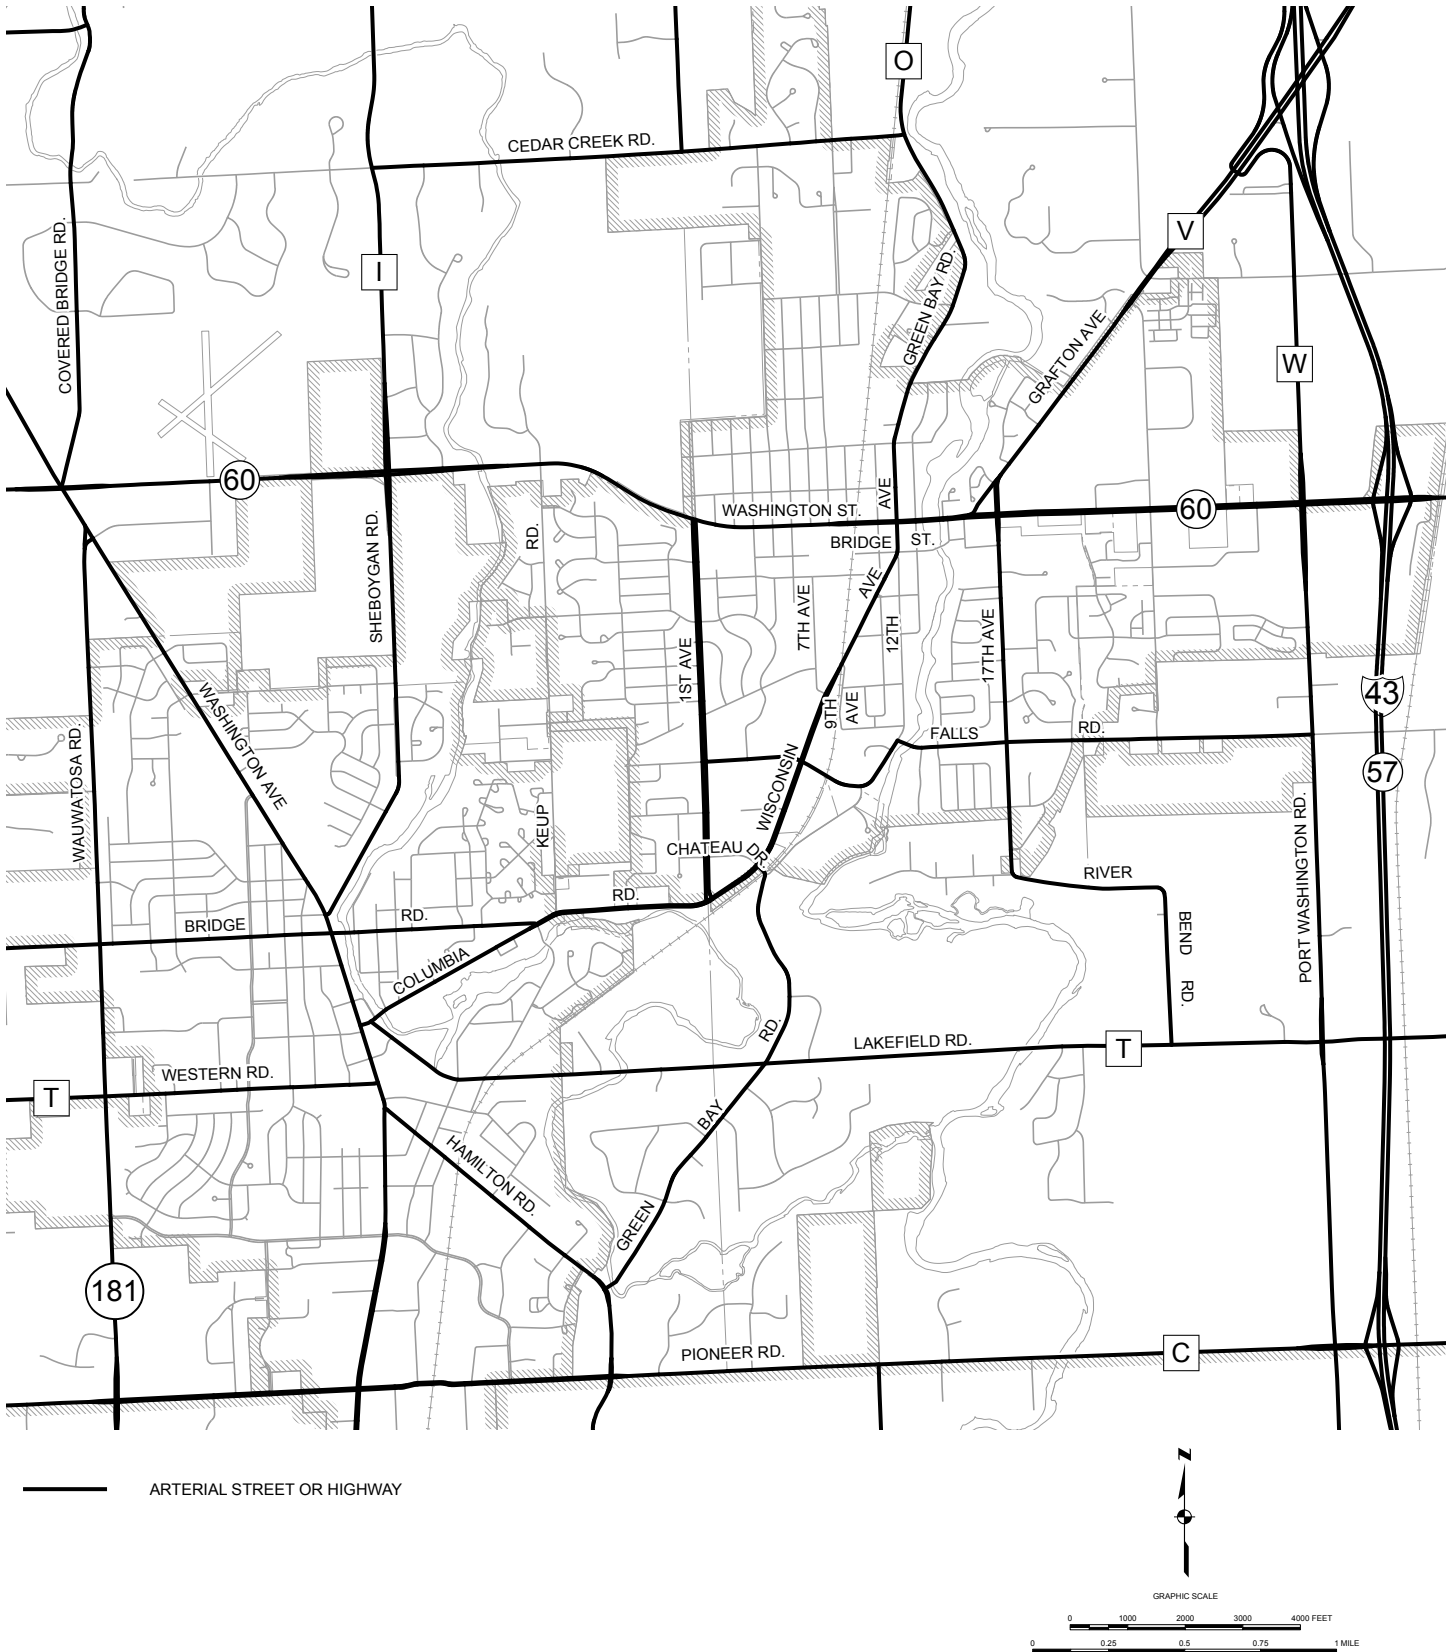 O
CEDAR CREEK RD.
V
I
COVERED BRIDGE RD.
GREEN BAY RD.
GRAFTON AVE
W
60
AVE
WASHINGTON ST.
60
BRIDGE ST.
RD.
SHEBOYGAN RD.
AVE
7TH AVE
12TH
17TH AVE
1ST AVE
43
WASHINGTON AVE
9TH
AVE
WAUWATOSA RD.
FALLS RD.
57
WISCONSIN
KEUP
PORT WASHINGTON RD.
CHATEAU DR.
RIVER
BEND RD.
RD.
BRIDGE RD.
COLUMBIA
RD.
LAKEFIELD RD.
T
WESTERN RD.
T
BAY
HAMILTON RD.
GREEN
181
PIONEER RD.
C
ARTERIAL STREET OR HIGHWAY
N
GRAPHIC SCALE
0 1000 2000 3000 4000 FEET
0 0.25 0.5 0.75 1 MILE